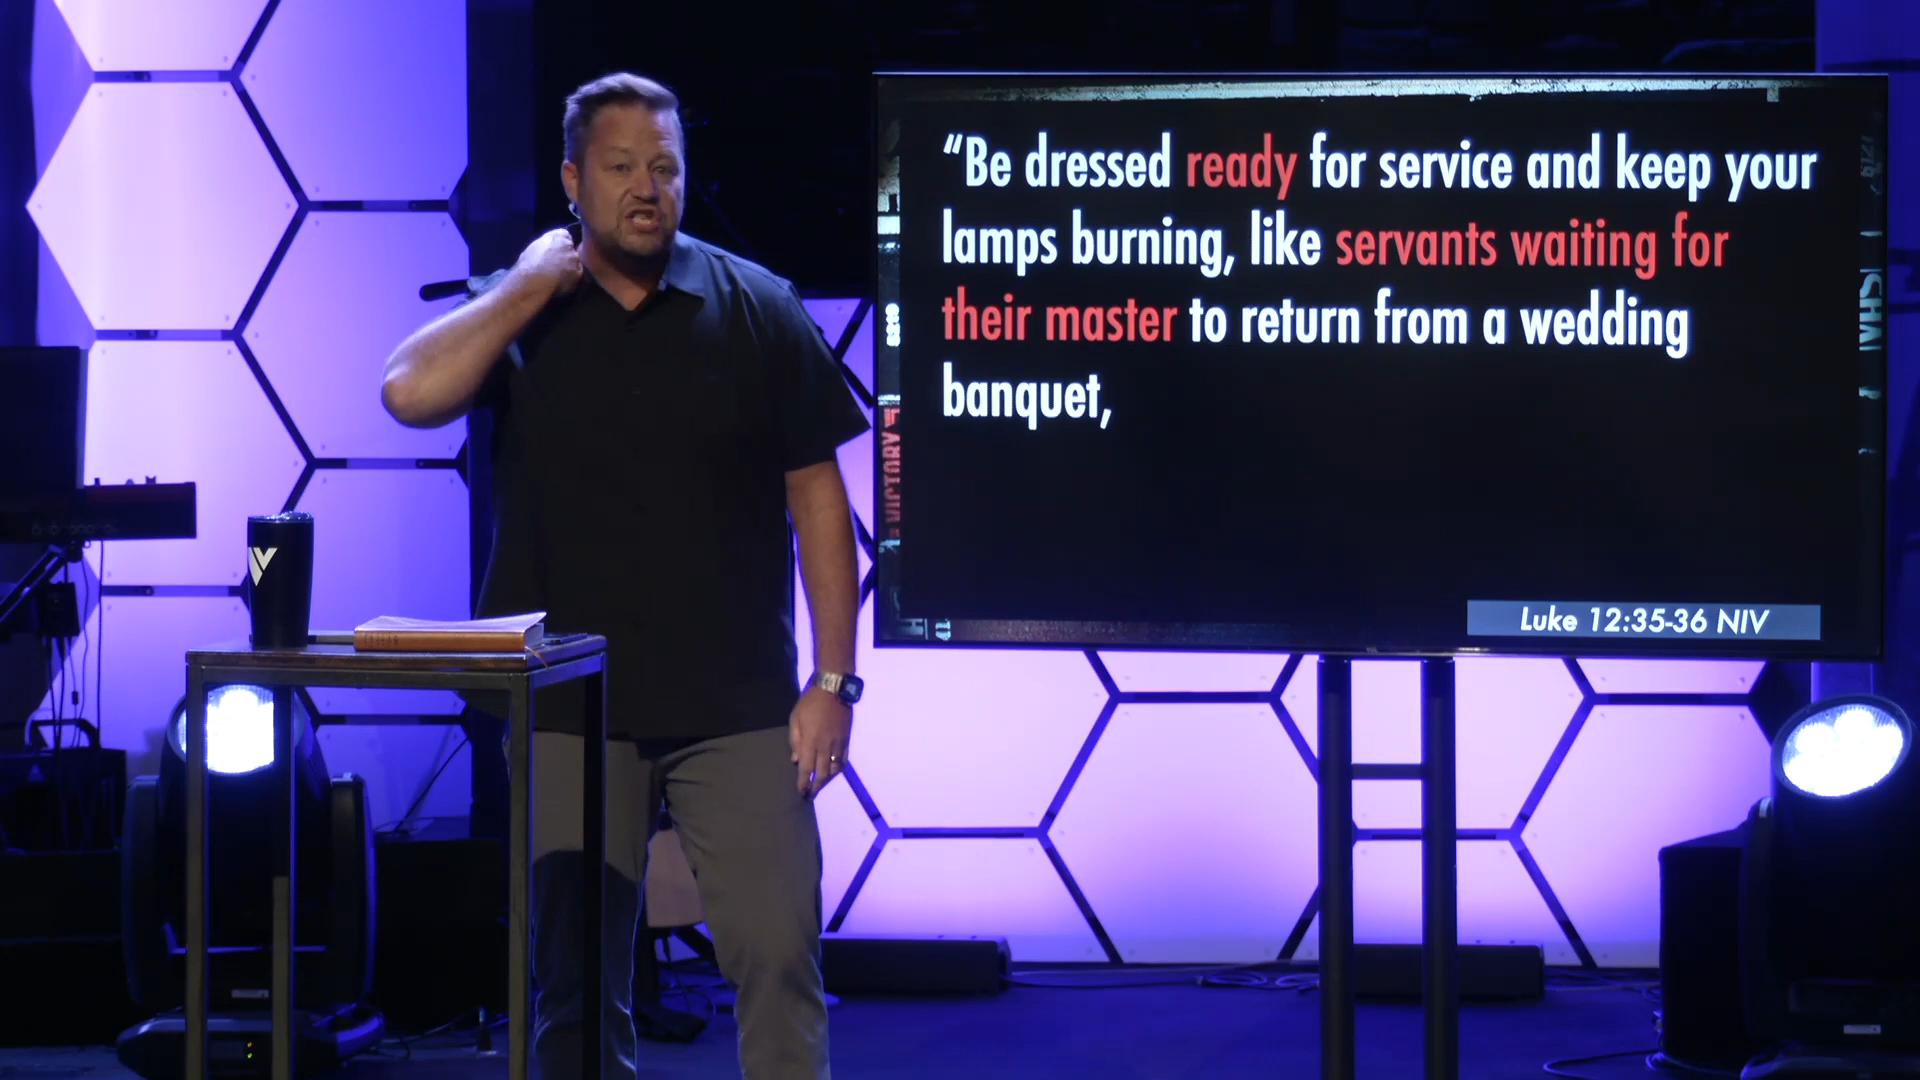 “Be dressed ready for service and keep your
lamps burning, like servants waiting for
their master to return from a wedding
banquet,
Luke 12:35-36 NIV
VICTORY